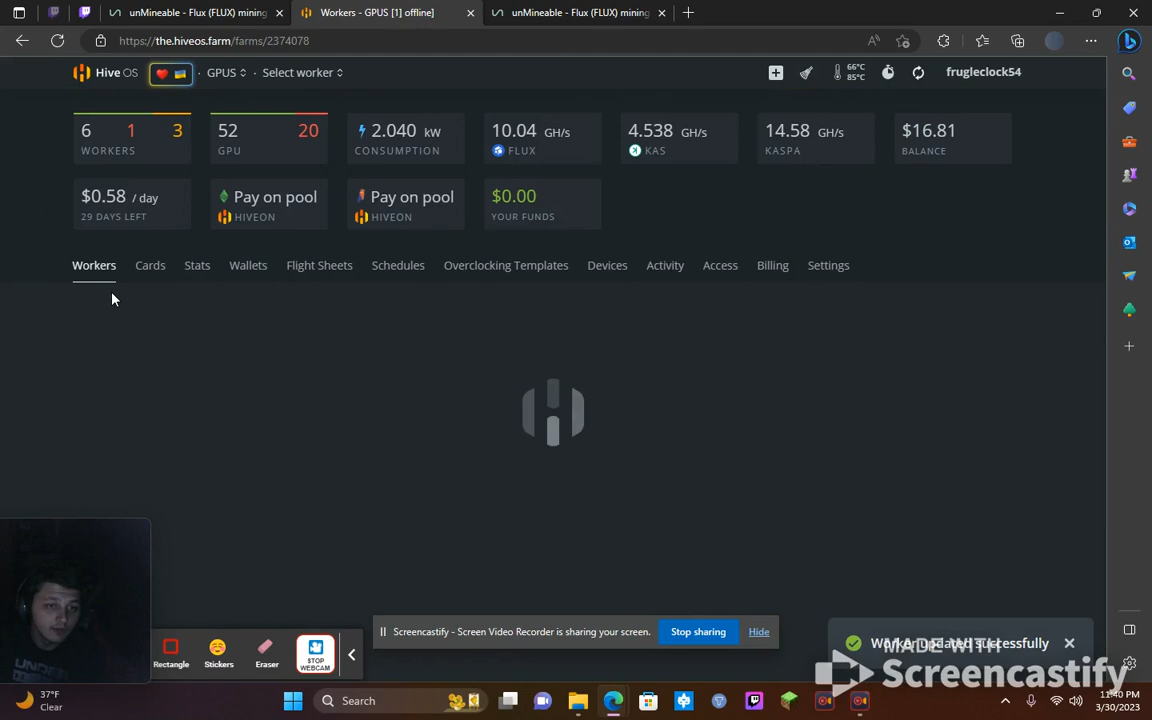 unMineable - Flux (FLUX) mining
Workers - GPUS [1] offline]
unMineable - Flux (FLUX) mining
https://the.hiveos.farm/farms/2374078
Hive OS
GPUS
Select worker
66°C
85°C
frugleclock54
6 1 3
WORKERS
52 20
GPU
2.040 kW
CONSUMPTION
10.04 GH/s
FLUX
4.538 GH/s
KAS
14.58 GH/s
KASPA
$16.81
BALANCE
$0.58 / day
29 DAYS LEFT
Pay on pool
HIVEON
Pay on pool
HIVEON
$0.00
YOUR FUNDS
Workers Cards Stats Wallets Flight Sheets Schedules Overclocking Templates Devices Activity Access Billing Settings
Rectangle
Stickers
Eraser
STOP
WEBCAM
Screencastify - Screen Video Recorder is sharing your screen.
Stop sharing
Hide
Worker updated successfully
MADE WITH
Screencastify
37°F
Clear
Search
11:40 PM
3/30/2023